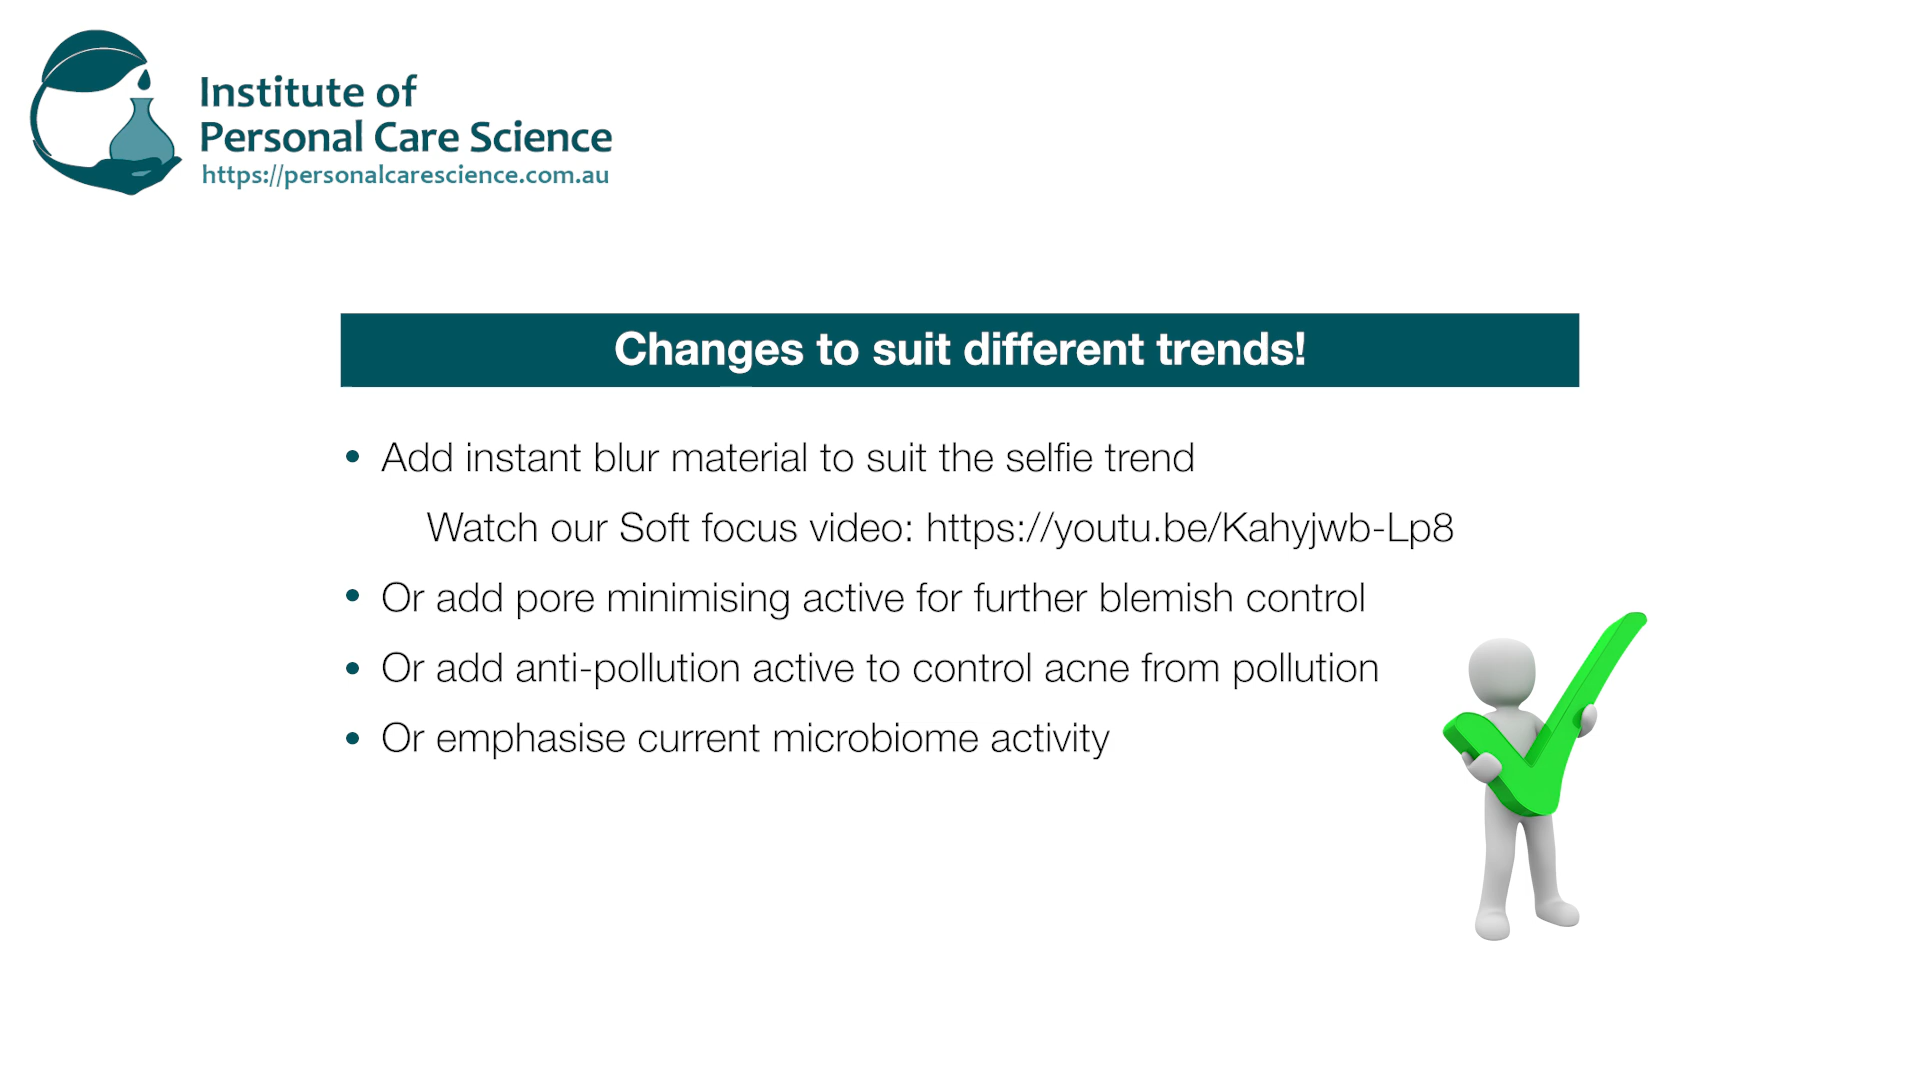 Institute of
Personal Care Science
https://personalcarescience.com.au
Changes to suit different trends!
• Add instant blur material to suit the selfie trend
Watch our Soft focus video: https://youtu.be/Kahyjwb-Lp8
• Or add pore minimising active for further blemish control
• Or add anti-pollution active to control acne from pollution
• Or emphasise current microbiome activity